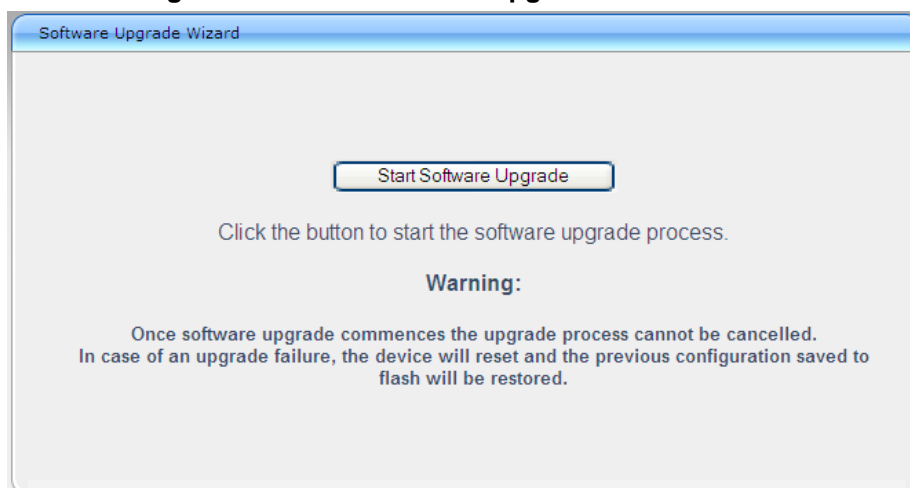 Software Upgrade Wizard
Start Software Upgrade
Click the button to start the software upgrade process.
Warning:
Once software upgrade commences the upgrade process cannot be cancelled.
In case of an upgrade failure, the device will reset and the previous configuration saved to
flash will be restored.